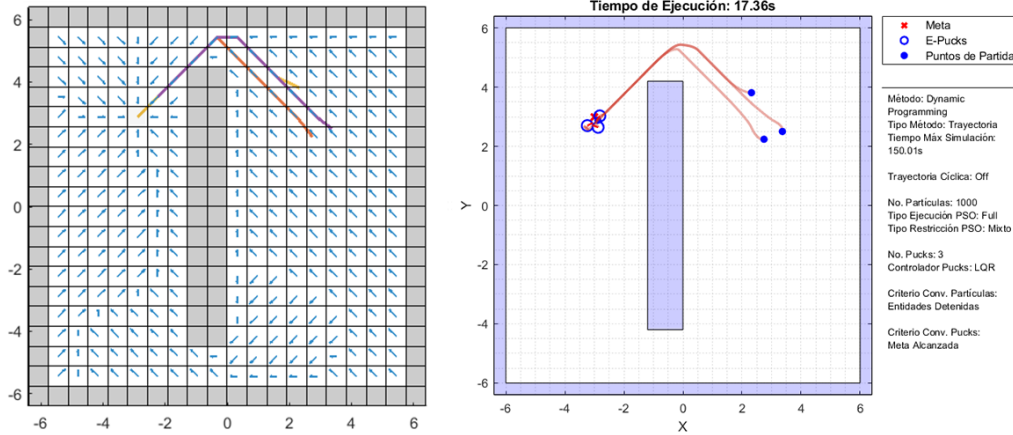 Tiempo de Ejecución: 17.36s
6
4
2
0
-2
-4
-6
-6
-4
-2
0
2
4
6
6
4
2
0
-2
-4
-6
Y
-6
-4
-2
0
2
4
6
X
Meta
E-Pucks
Puntos de Partida
Método: Dynamic
Programming
Tipo Método: Trayectoria
Tiempo Máx Simulación:
150.01s
Trayectoria Cíclica: Off
No. Partículas: 1000
Tipo Ejecución PSO: Full
Tipo Restricción PSO: Mixto
No. Pucks: 3
Controlador Pucks: LQR
Criterio Conv. Partículas:
Entidades Detenidas
Criterio Conv. Pucks:
Meta Alcanzada